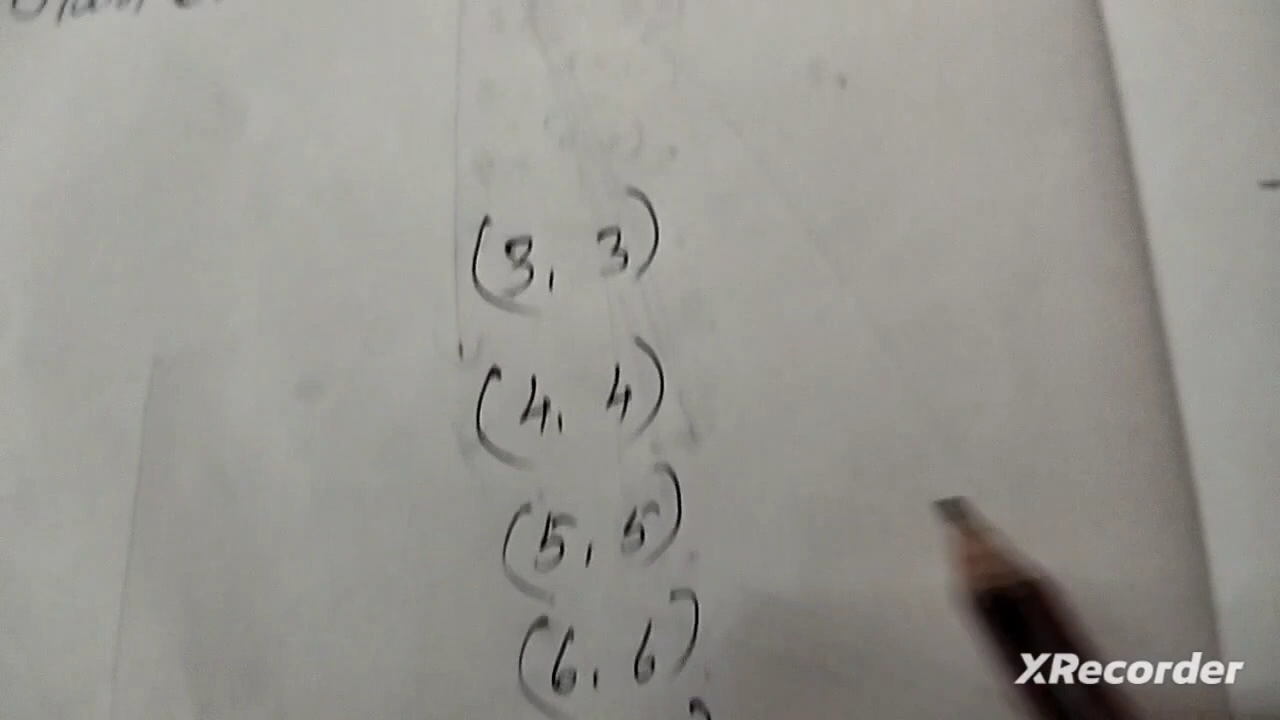 (3, 3)
(4, 4)
(5, 5)
(6, 6)
XRecorder